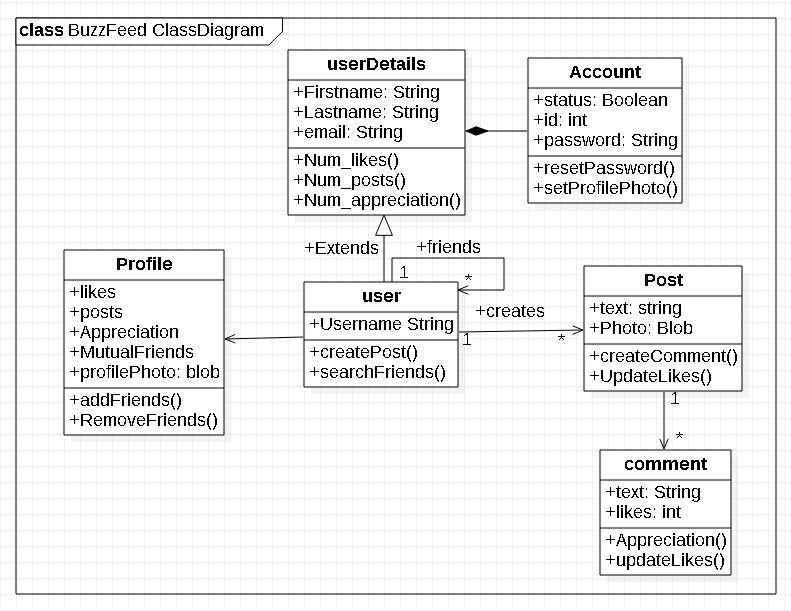 class BuzzFeed ClassDiagram
userDetails
+Firstname: String
+Lastname: String
+email: String
+Num_likes()
+Num_posts()
+Num_appreciation()
Account
+status: Boolean
+id: int
+password: String
+resetPassword()
+setProfilePhoto()
+Extends
+friends
1
*
Profile
+likes
+posts
+Appreciation
+MutualFriends
+profilePhoto: blob
+addFriends()
+RemoveFriends()
user
+Username String
+createPost()
+searchFriends()
+creates
1
*
Post
+text: string
+Photo: Blob
+createComment()
+UpdateLikes()
1
*
comment
+text: String
+likes: int
+Appreciation()
+updateLikes()